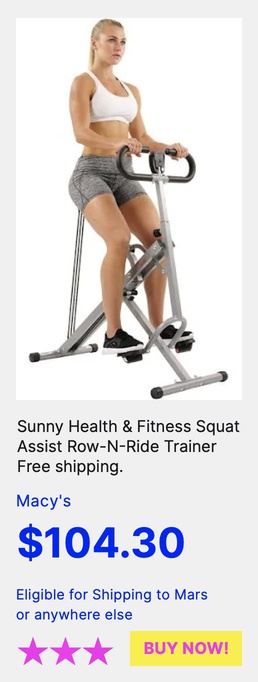 Sunny Health & Fitness Squat
Assist Row-N-Ride Trainer
Free shipping.
Macy's
$104.30
Eligible for Shipping to Mars
or anywhere else
BUY NOW!